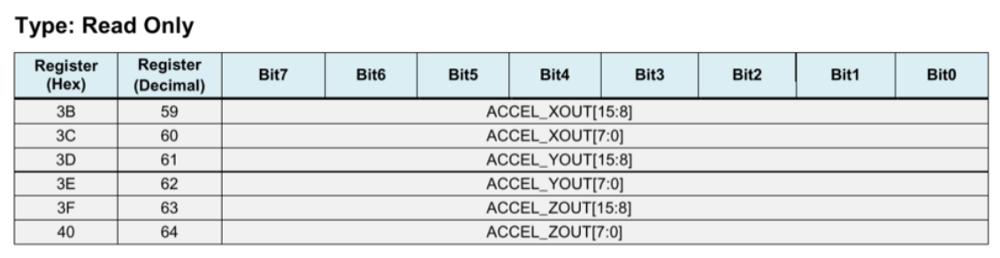 Type: Read Only
Register (Hex) Register (Decimal) Bit7 Bit6 Bit5 Bit4 Bit3 Bit2 Bit1 Bit0
3B 59 ACCEL_XOUT[15:8]
3C 60 ACCEL_XOUT[7:0]
3D 61 ACCEL_YOUT[15:8]
3E 62 ACCEL_YOUT[7:0]
3F 63 ACCEL_ZOUT[15:8]
40 64 ACCEL_ZOUT[7:0]